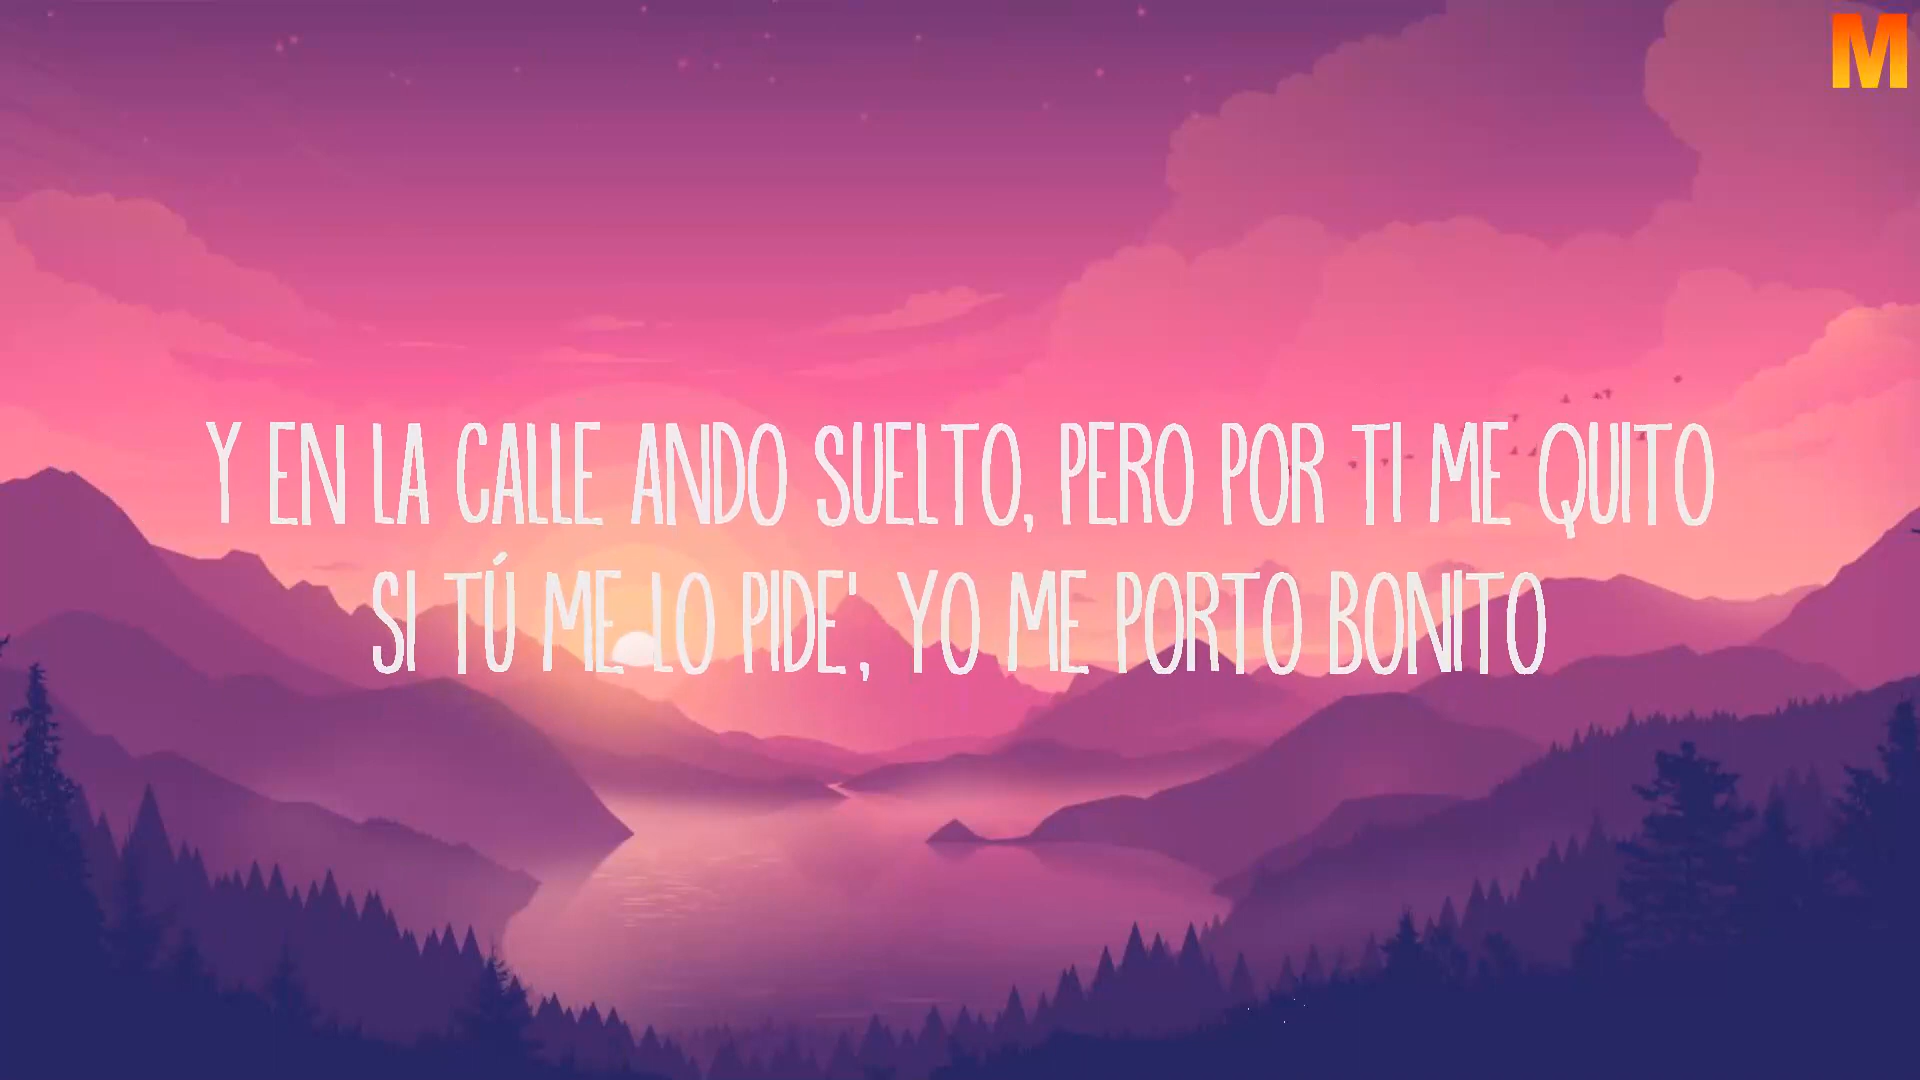 M
Y EN LA CALLE ANDO SUELTO, PERO POR TI ME QUITO
SI TÚ ME LO PIDE', YO ME PORTO BONITO